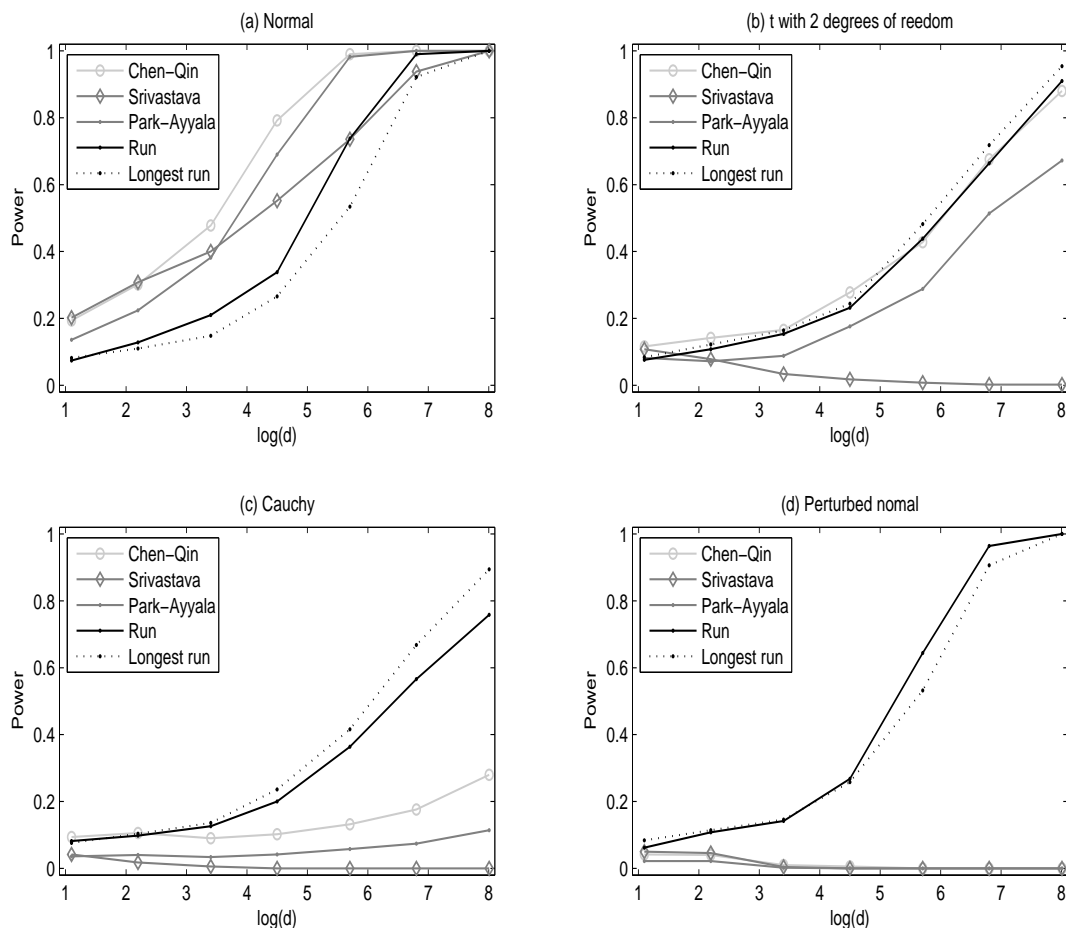 (a) Normal
Power
1
0.8
0.6
0.4
0.2
0
Chen−Qin
Srivastava
Park−Ayyala
Run
Longest run
1 2 3 4 5 6 7 8
log(d)
(b) t with 2 degrees of reedom
Power
1
0.8
0.6
0.4
0.2
0
Chen−Qin
Srivastava
Park−Ayyala
Run
Longest run
1 2 3 4 5 6 7 8
log(d)
(c) Cauchy
Power
1
0.8
0.6
0.4
0.2
0
Chen−Qin
Srivastava
Park−Ayyala
Run
Longest run
1 2 3 4 5 6 7 8
log(d)
(d) Perturbed nomal
Power
1
0.8
0.6
0.4
0.2
0
Chen−Qin
Srivastava
Park−Ayyala
Run
Longest run
1 2 3 4 5 6 7 8
log(d)